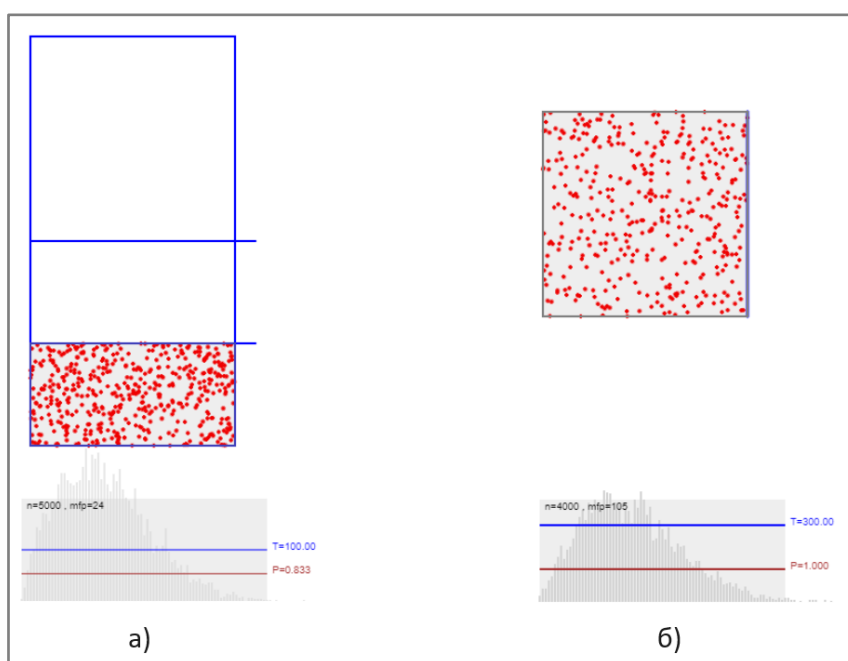 n=5000 , mfp=24
T=100.00
P=0.833
n=4000 , mfp=105
T=300.00
P=1.000
а)
б)